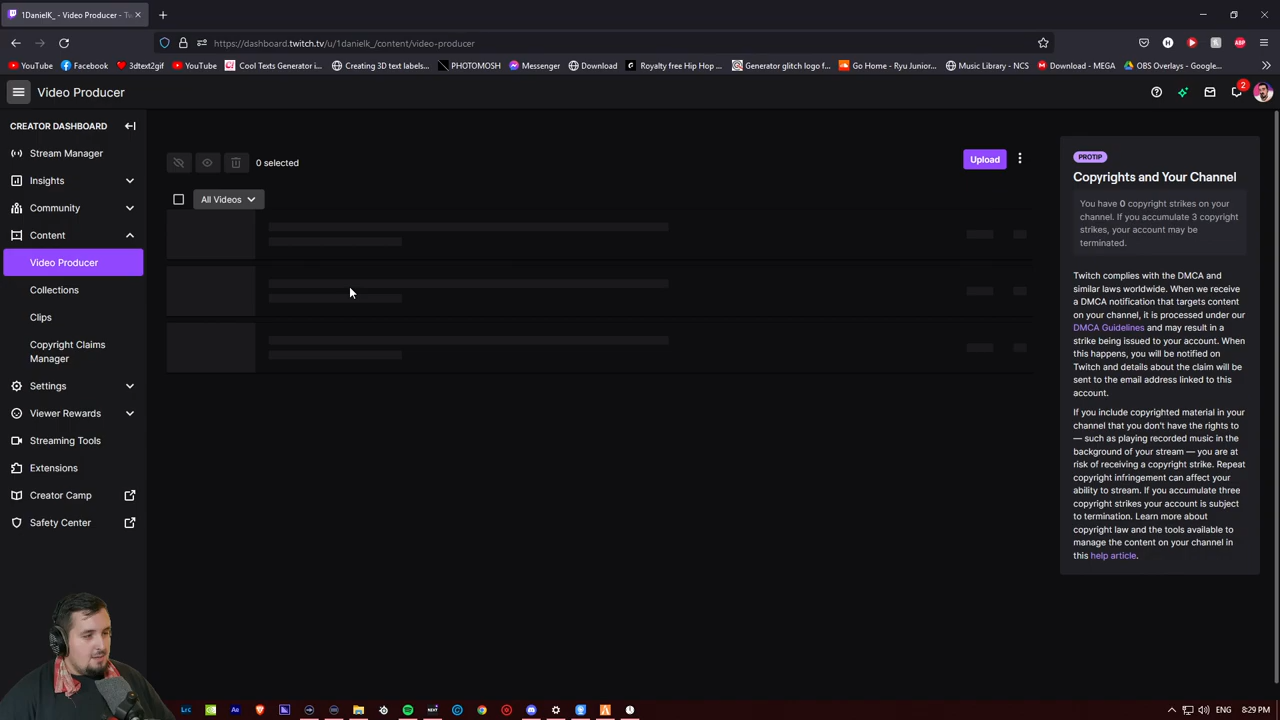 1DanielK_ - Video Producer - Tw
https://dashboard.twitch.tv/u/1danielk_/content/video-producer
YouTube
Facebook
3dtext2gif
YouTube
Cool Texts Generator i...
Creating 3D text labels...
PHOTOMOSH
Messenger
Download
Royalty free Hip Hop ...
Generator glitch logo f...
Go Home - Ryu Junior...
Music Library - NCS
Download - MEGA
OBS Overlays - Google...
Video Producer
2
CREATOR DASHBOARD
Stream Manager
Insights
Community
Content
Video Producer
Collections
Clips
Copyright Claims
Manager
Settings
Viewer Rewards
Streaming Tools
Extensions
Creator Camp
Safety Center
0 selected
Upload
All Videos
PROTIP
Copyrights and Your Channel
You have 0 copyright strikes on your
channel. If you accumulate 3 copyright
strikes, your account may be
terminated.
Twitch complies with the DMCA and
similar laws worldwide. When we receive
a DMCA notification that targets content
on your channel, it is processed under our
DMCA Guidelines and may result in a
strike being issued to your account. When
this happens, you will be notified on
Twitch and details about the claim will be
sent to the email address linked to this
account.
If you include copyrighted material in your
channel that you don't have the rights to
— such as playing recorded music in the
background of your stream — you are at
risk of receiving a copyright strike. Repeat
copyright infringement can affect your
ability to stream. If you accumulate three
copyright strikes your account is subject
to termination. Learn more about
copyright law and the tools available to
manage the content on your channel in
this help article.
Lrc
Ae
NEXT
ENG
8:29 PM